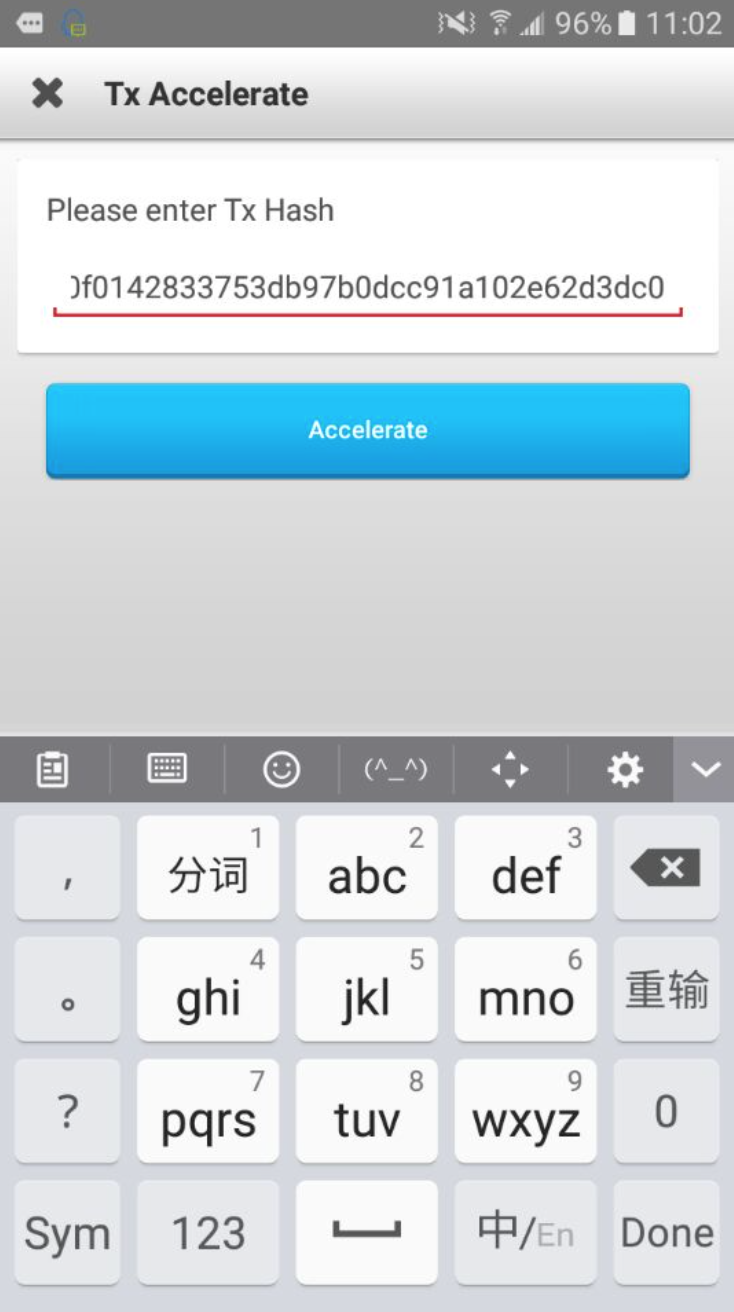 96% 11:02
Tx Accelerate
Please enter Tx Hash
0f0142833753db97b0dcc91a102e62d3dc0
Accelerate
(^_^)
, 分词 1 abc 2 def 3
。 ghi 4 jkl 5 mno 6 重输
? pqrs 7 tuv 8 wxyz 9 0
Sym 123 中/En Done